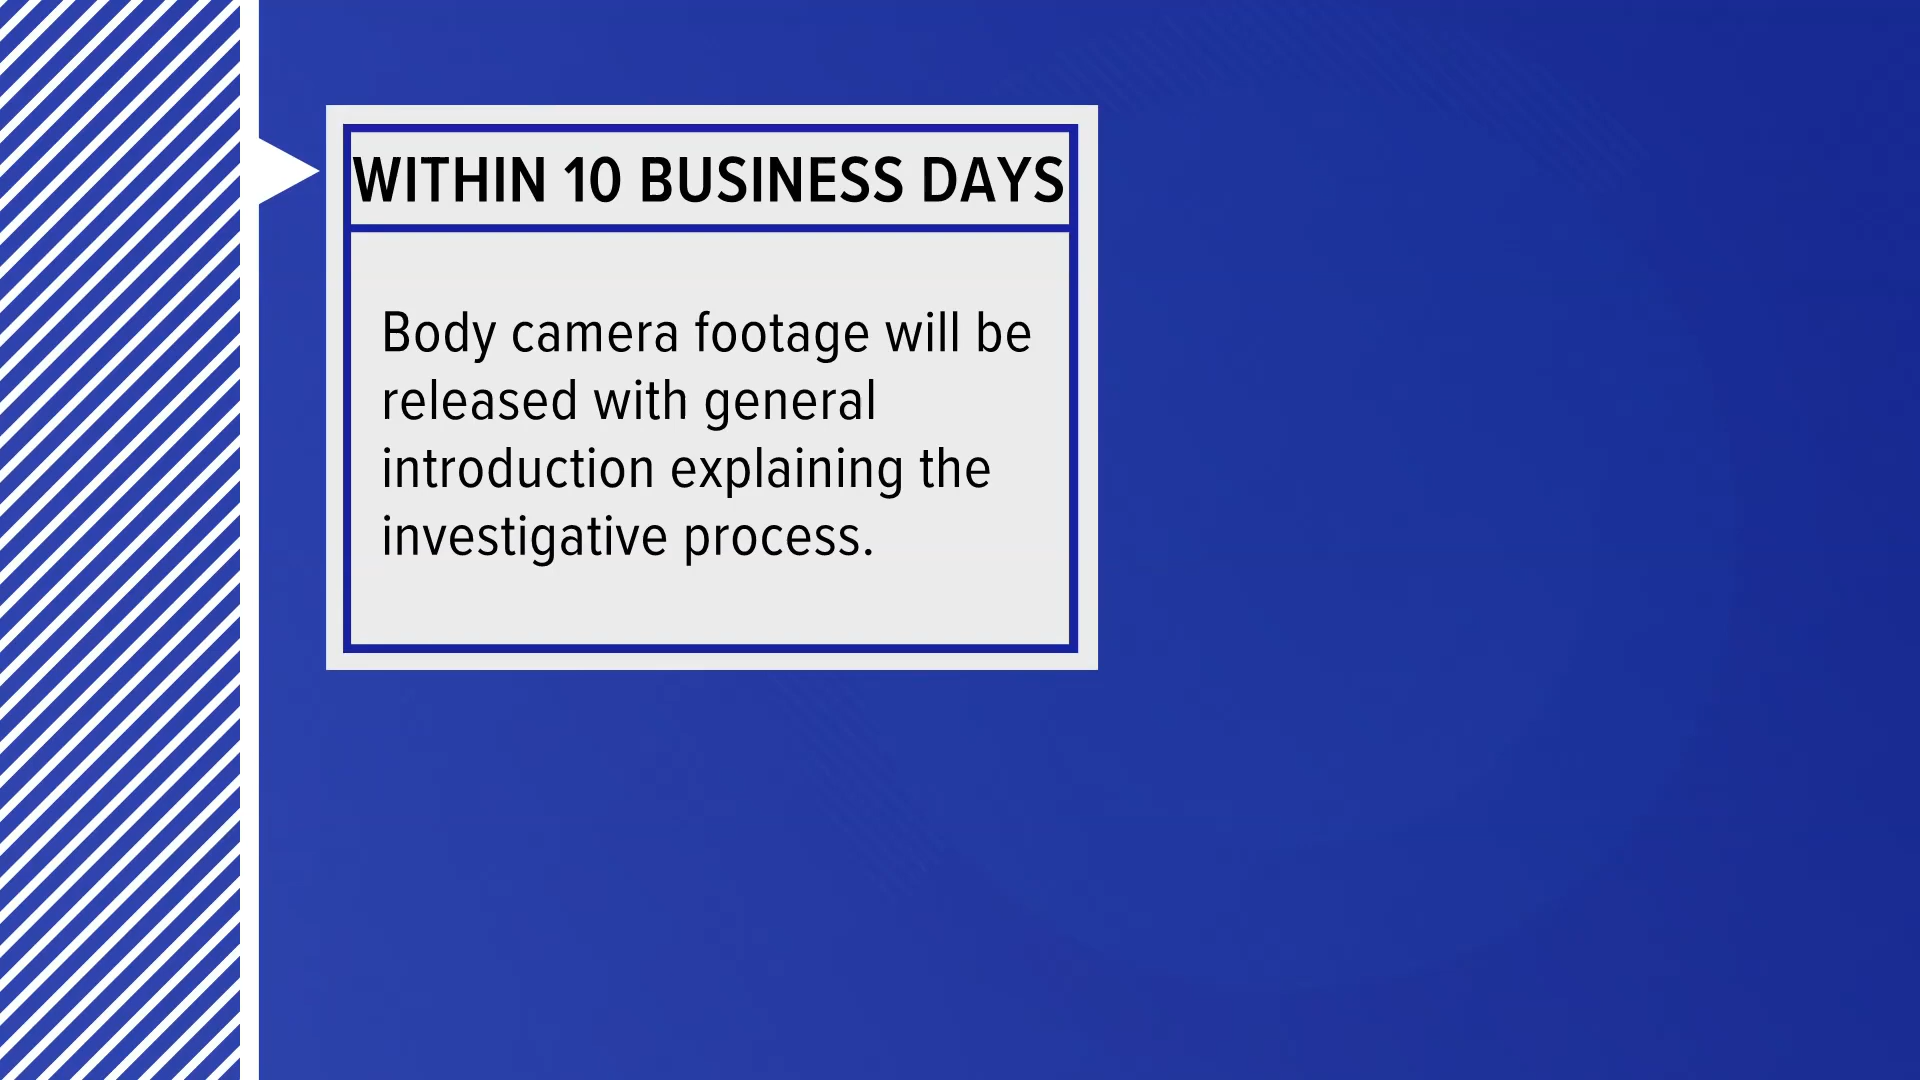 WITHIN 10 BUSINESS DAYS
Body camera footage will be
released with general
introduction explaining the
investigative process.